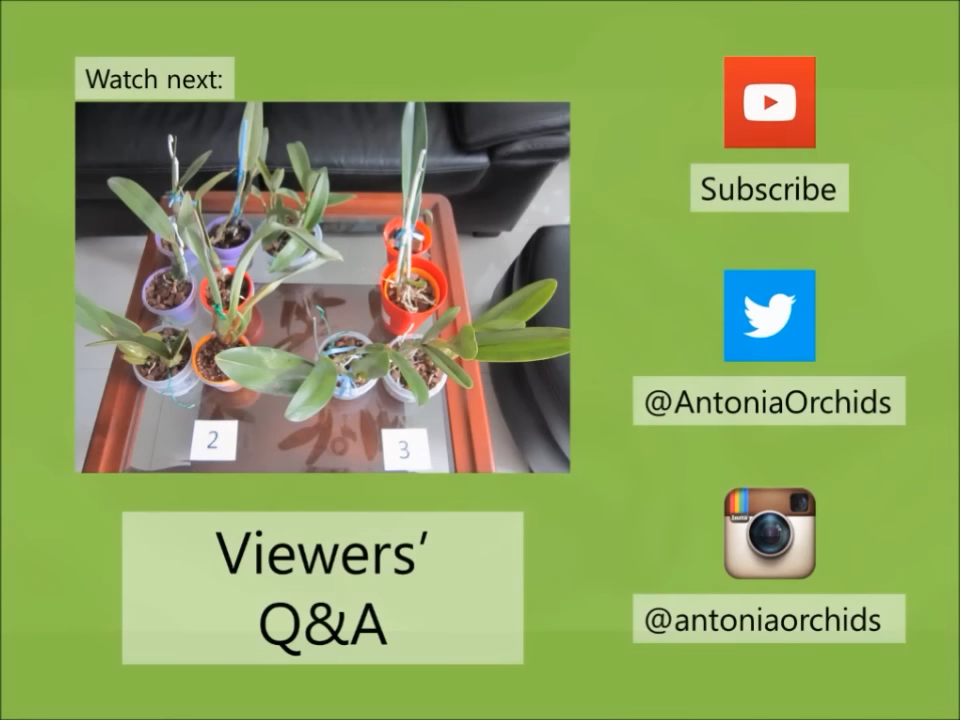 Watch next:
2
3
Viewers’
Q&A
Subscribe
@AntoniaOrchids
@antoniaorchids